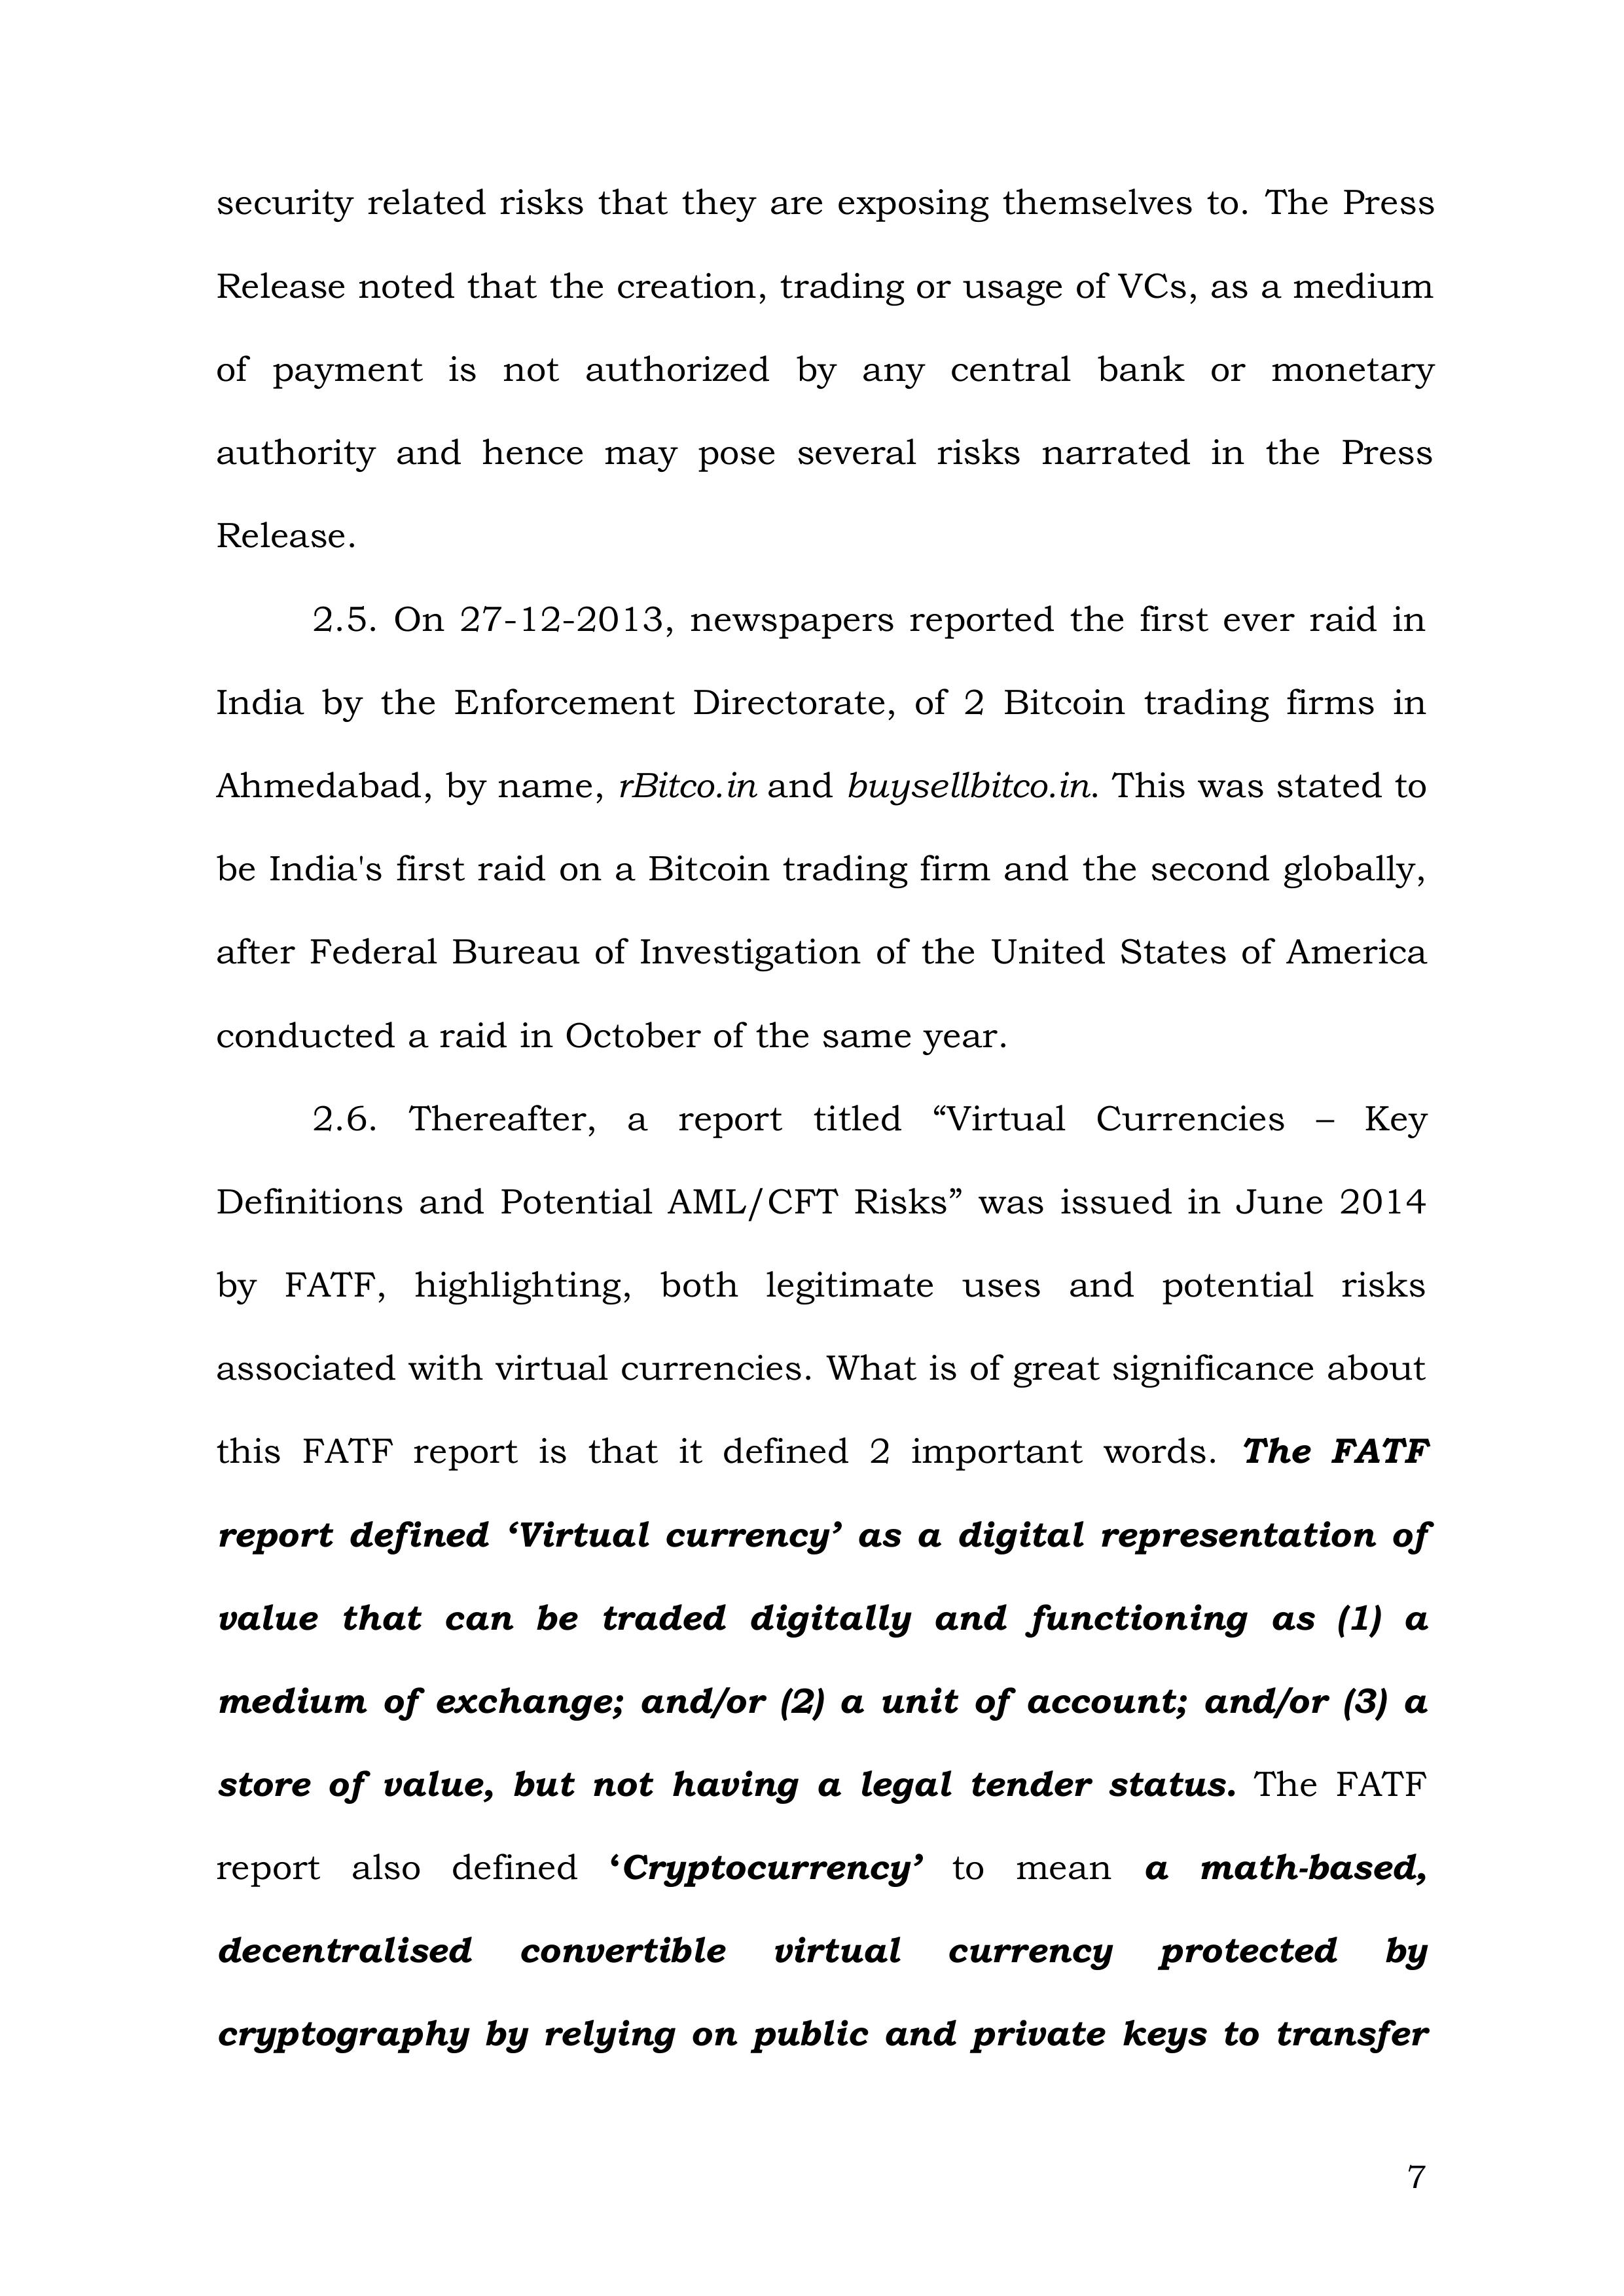 security related risks that they are exposing themselves to. The Press
Release noted that the creation, trading or usage of VCs, as a medium
of payment is not authorized by any central bank or monetary
authority and hence may pose several risks narrated in the Press
Release.
2.5. On 27-12-2013, newspapers reported the first ever raid in
India by the Enforcement Directorate, of 2 Bitcoin trading firms in
Ahmedabad, by name, rBitco.in and buysellbitco.in. This was stated to
be India's first raid on a Bitcoin trading firm and the second globally,
after Federal Bureau of Investigation of the United States of America
conducted a raid in October of the same year.
2.6. Thereafter, a report titled “Virtual Currencies – Key
Definitions and Potential AML/CFT Risks” was issued in June 2014
by FATF, highlighting, both legitimate uses and potential risks
associated with virtual currencies. What is of great significance about
this FATF report is that it defined 2 important words. The FATF
report defined ‘Virtual currency’ as a digital representation of
value that can be traded digitally and functioning as (1) a
medium of exchange; and/or (2) a unit of account; and/or (3) a
store of value, but not having a legal tender status. The FATF
report also defined ‘Cryptocurrency’ to mean a math-based,
decentralised convertible virtual currency protected by
cryptography by relying on public and private keys to transfer
7